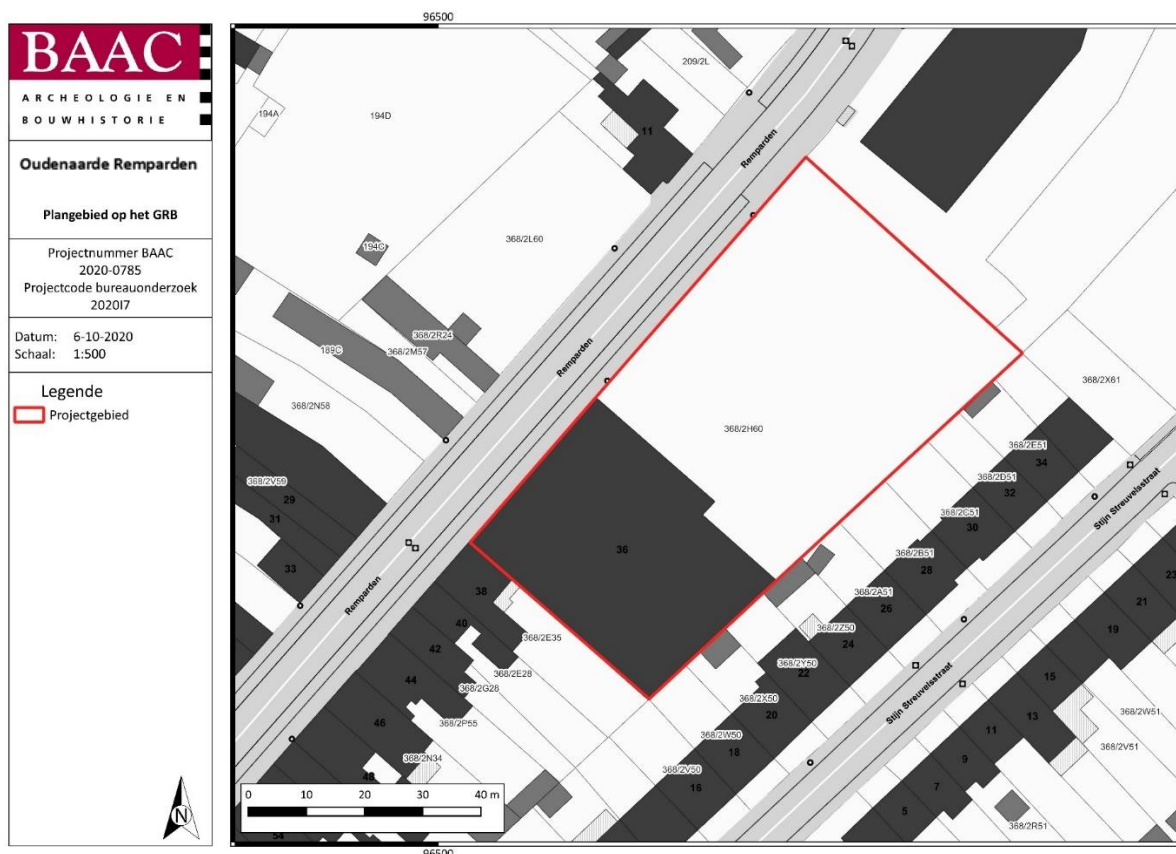 BAAC
ARCHEOLOGIE EN
BOUWHISTORIE
Oudenaarde Remparden
Plangebied op het GRB
Projectnummer BAAC
2020-0785
Projectcode bureauonderzoek
2020I7
Datum: 6-10-2020
Schaal: 1:500
Legende
Projectgebied
N
96500
209/2L
194A
194D
11
Remparden
194G
368/2L60
368/2R24
189C
368/2M57
Remparden
368/2N58
368/2X61
368/2H60
368/2E51
34
368/2D51
32
368/2C51
30
Stijn Streuvelsstraat
368/2V59
29
31
33
36
368/2B51
28
368/2A51
26
23
21
Remparden
38
40
368/2E35
368/2Z50
24
19
42
368/2E28
368/2Y50
22
15
44
368/2G28
368/2X50
20
Stijn Streuvelsstraat
13
368/2W51
46
368/2P55
368/2W50
18
11
368/2V51
48
368/2N34
368/2V50
16
9
7
5
368/2R51
54
0 10 20 30 40 m
96500